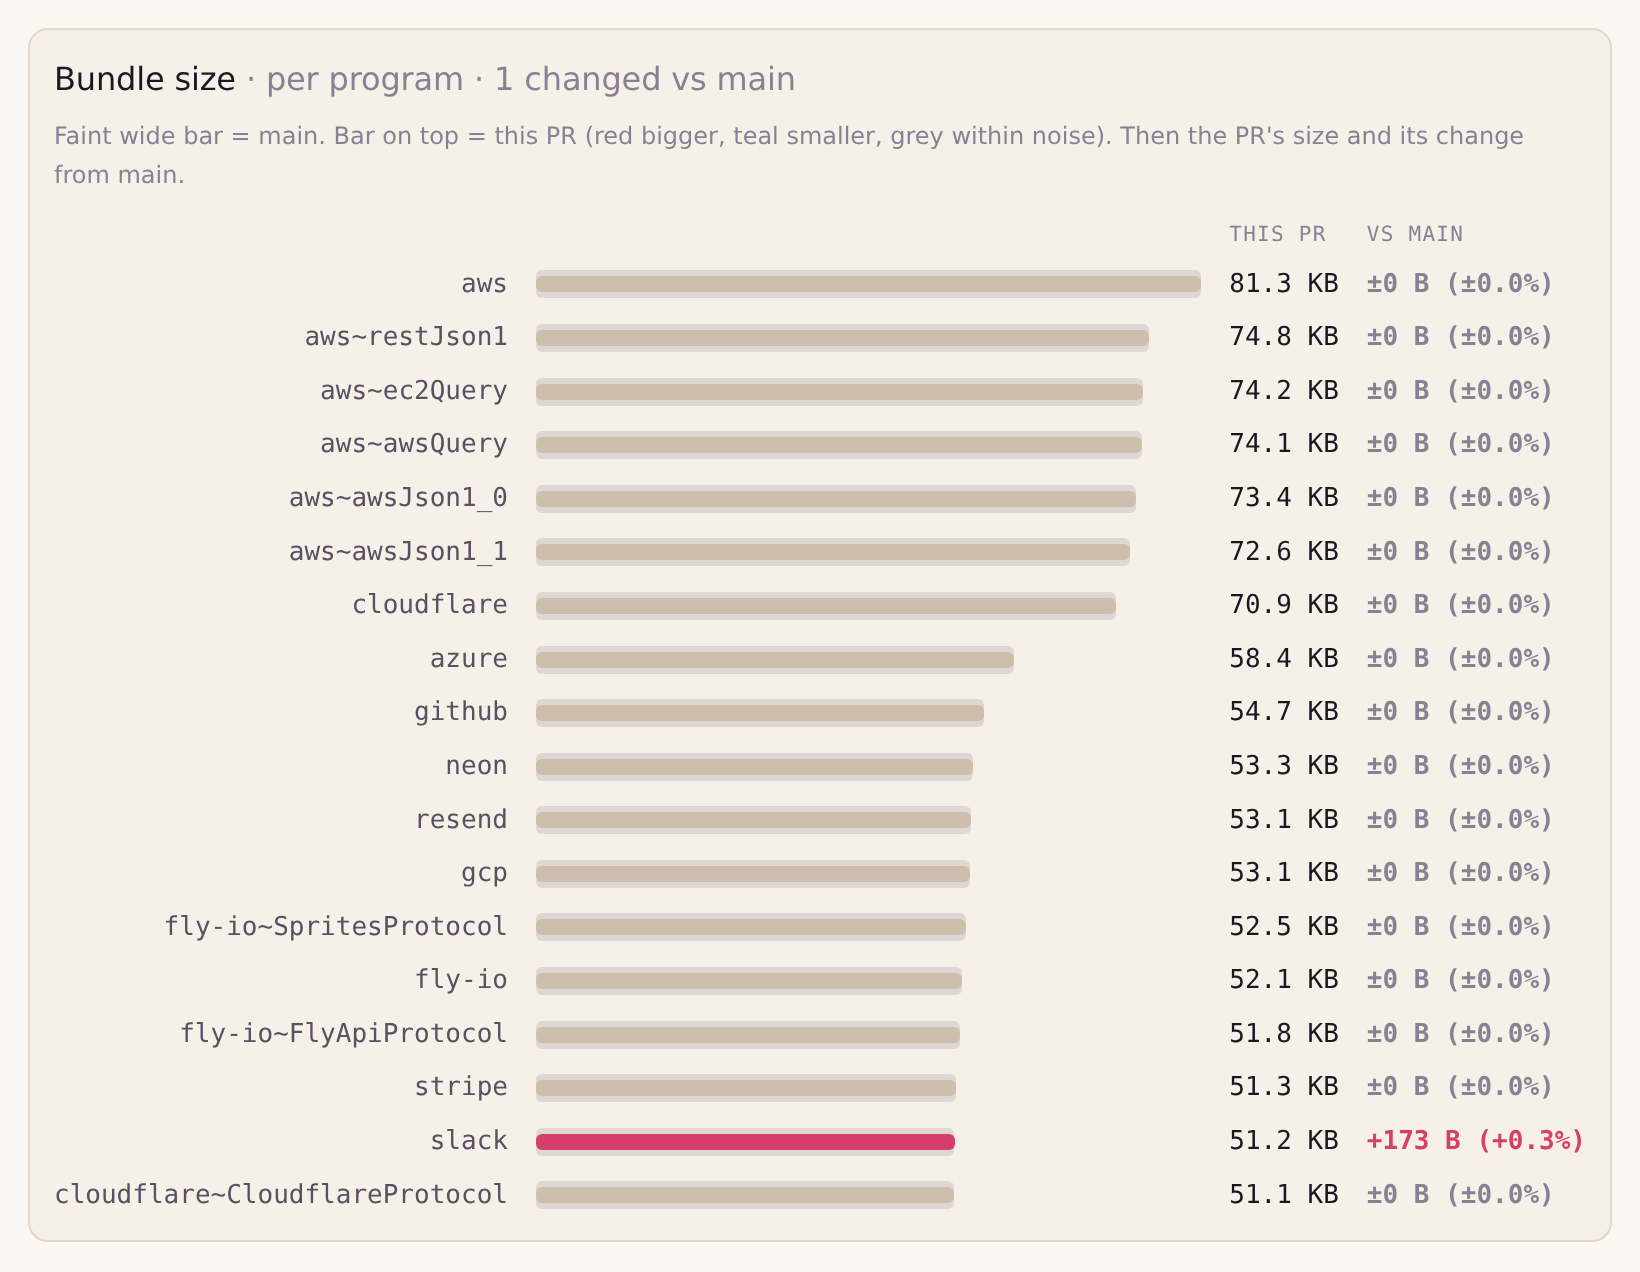 Bundle size · per program · 1 changed vs main
Faint wide bar = main. Bar on top = this PR (red bigger, teal smaller, grey within noise). Then the PR's size and its change
from main.
THIS PR VS MAIN
aws 81.3 KB ±0 B (±0.0%)
aws~restJson1 74.8 KB ±0 B (±0.0%)
aws~ec2Query 74.2 KB ±0 B (±0.0%)
aws~awsQuery 74.1 KB ±0 B (±0.0%)
aws~awsJson1_0 73.4 KB ±0 B (±0.0%)
aws~awsJson1_1 72.6 KB ±0 B (±0.0%)
cloudflare 70.9 KB ±0 B (±0.0%)
azure 58.4 KB ±0 B (±0.0%)
github 54.7 KB ±0 B (±0.0%)
neon 53.3 KB ±0 B (±0.0%)
resend 53.1 KB ±0 B (±0.0%)
gcp 53.1 KB ±0 B (±0.0%)
fly-io~SpritesProtocol 52.5 KB ±0 B (±0.0%)
fly-io 52.1 KB ±0 B (±0.0%)
fly-io~FlyApiProtocol 51.8 KB ±0 B (±0.0%)
stripe 51.3 KB ±0 B (±0.0%)
slack 51.2 KB +173 B (+0.3%)
cloudflare~CloudflareProtocol 51.1 KB ±0 B (±0.0%)